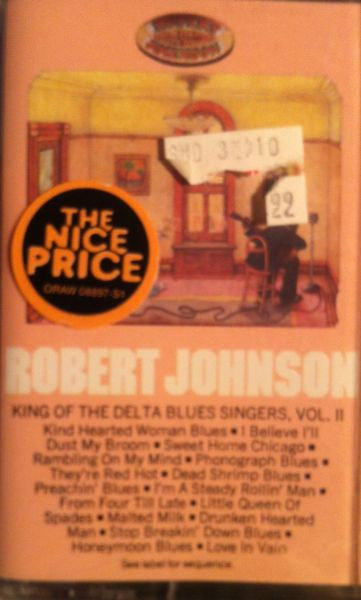 ROBERT
JOHNSON
THE
NICE
PRICE
22
ROBERT JOHNSON
KING OF THE DELTA BLUES SINGERS, VOL. II
Kind Hearted Woman Blues • I Believe I'll
Dust My Broom • Sweet Home Chicago •
Rambling On My Mind • Phonograph Blues •
They're Red Hot • Dead Shrimp Blues •
Preachin' Blues • I'm A Steady Rollin' Man •
From Four Till Late • Little Queen Of
Spades • Malted Milk • Drunken Hearted
Man • Stop Breakin' Down Blues •
Honeymoon Blues • Love In Vain
See label for sequence.